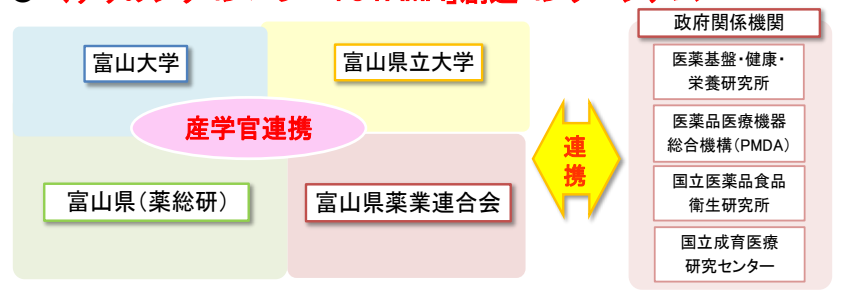 富山大学
富山県立大学
産学官連携
富山県(薬総研)
富山県薬業連合会
連
携
政府関係機関
医薬基盤・健康・
栄養研究所
医薬品医療機器
総合機構(PMDA)
国立医薬品食品
衛生研究所
国立成育医療
研究センター